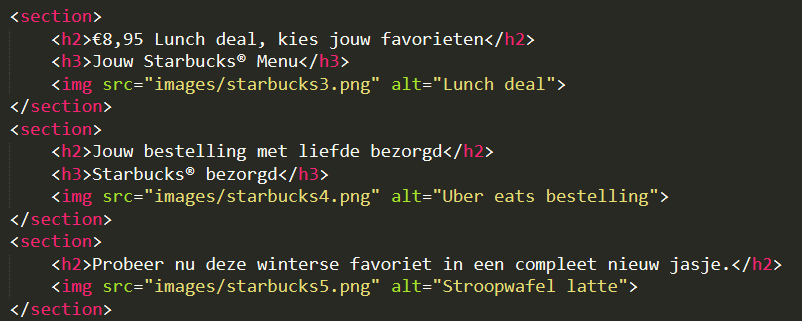 <section>
<h2>€8,95 Lunch deal, kies jouw favorieten</h2>
<h3>Jouw Starbucks® Menu</h3>
<img src="images/starbucks3.png" alt="Lunch deal">
</section>
<section>
<h2>Jouw bestelling met liefde bezorgd</h2>
<h3>Starbucks® bezorgd</h3>
<img src="images/starbucks4.png" alt="Uber eats bestelling">
</section>
<section>
<h2>Probeer nu deze winterse favoriet in een compleet nieuw jasje.</h2>
<img src="images/starbucks5.png" alt="Stroopwafel latte">
</section>